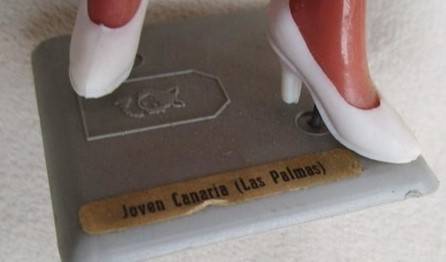 Joven Canaria (Las Palmas)